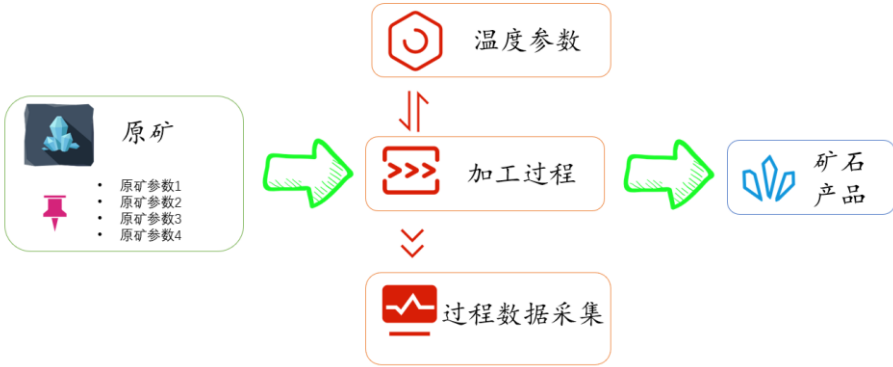 温度参数
原矿
• 原矿参数1
• 原矿参数2
• 原矿参数3
• 原矿参数4
加工过程
矿石
产品
过程数据采集